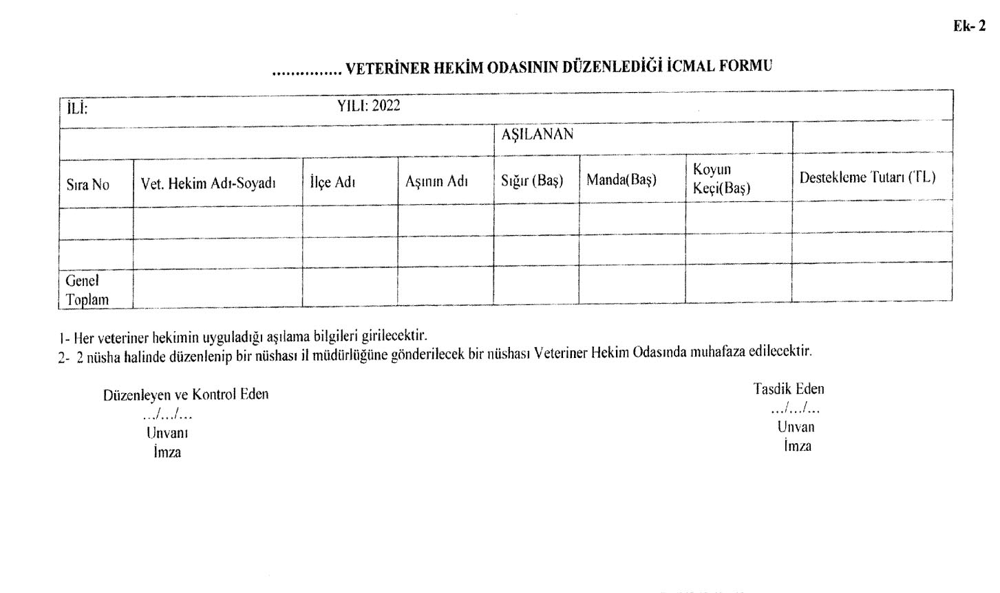 Ek- 2
............... VETERİNER HEKİM ODASININ DÜZENLEDİĞİ İCMAL FORMU
İLİ: YILI: 2022
AŞILANAN
Sıra No Vet. Hekim Adı-Soyadı İlçe Adı Aşının Adı Sığır (Baş) Manda(Baş) Koyun Keçi(Baş) Destekleme Tutarı (TL)
Genel
Toplam
1- Her veteriner hekimin uyguladığı aşılama bilgileri girilecektir.
2- 2 nüsha halinde düzenlenip bir nüshası il müdürlüğüne gönderilecek bir nüshası Veteriner Hekim Odasında muhafaza edilecektir.
Düzenleyen ve Kontrol Eden
.../.../...
Unvanı
İmza
Tasdik Eden
.../.../...
Unvan
İmza